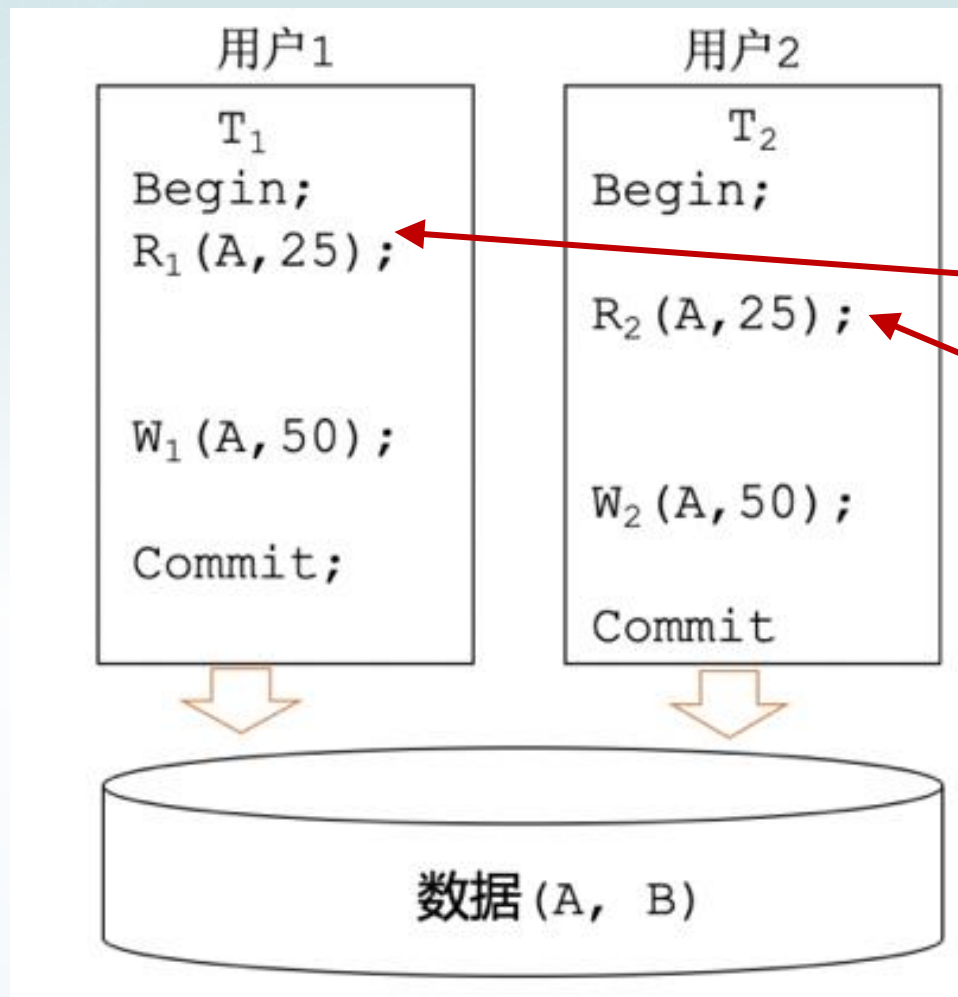 用户1
T₁
Begin;
R₁(A,25);
W₁(A,50);
Commit;
用户2
T₂
Begin;
R₂(A,25);
W₂(A,50);
Commit
数据(A, B)